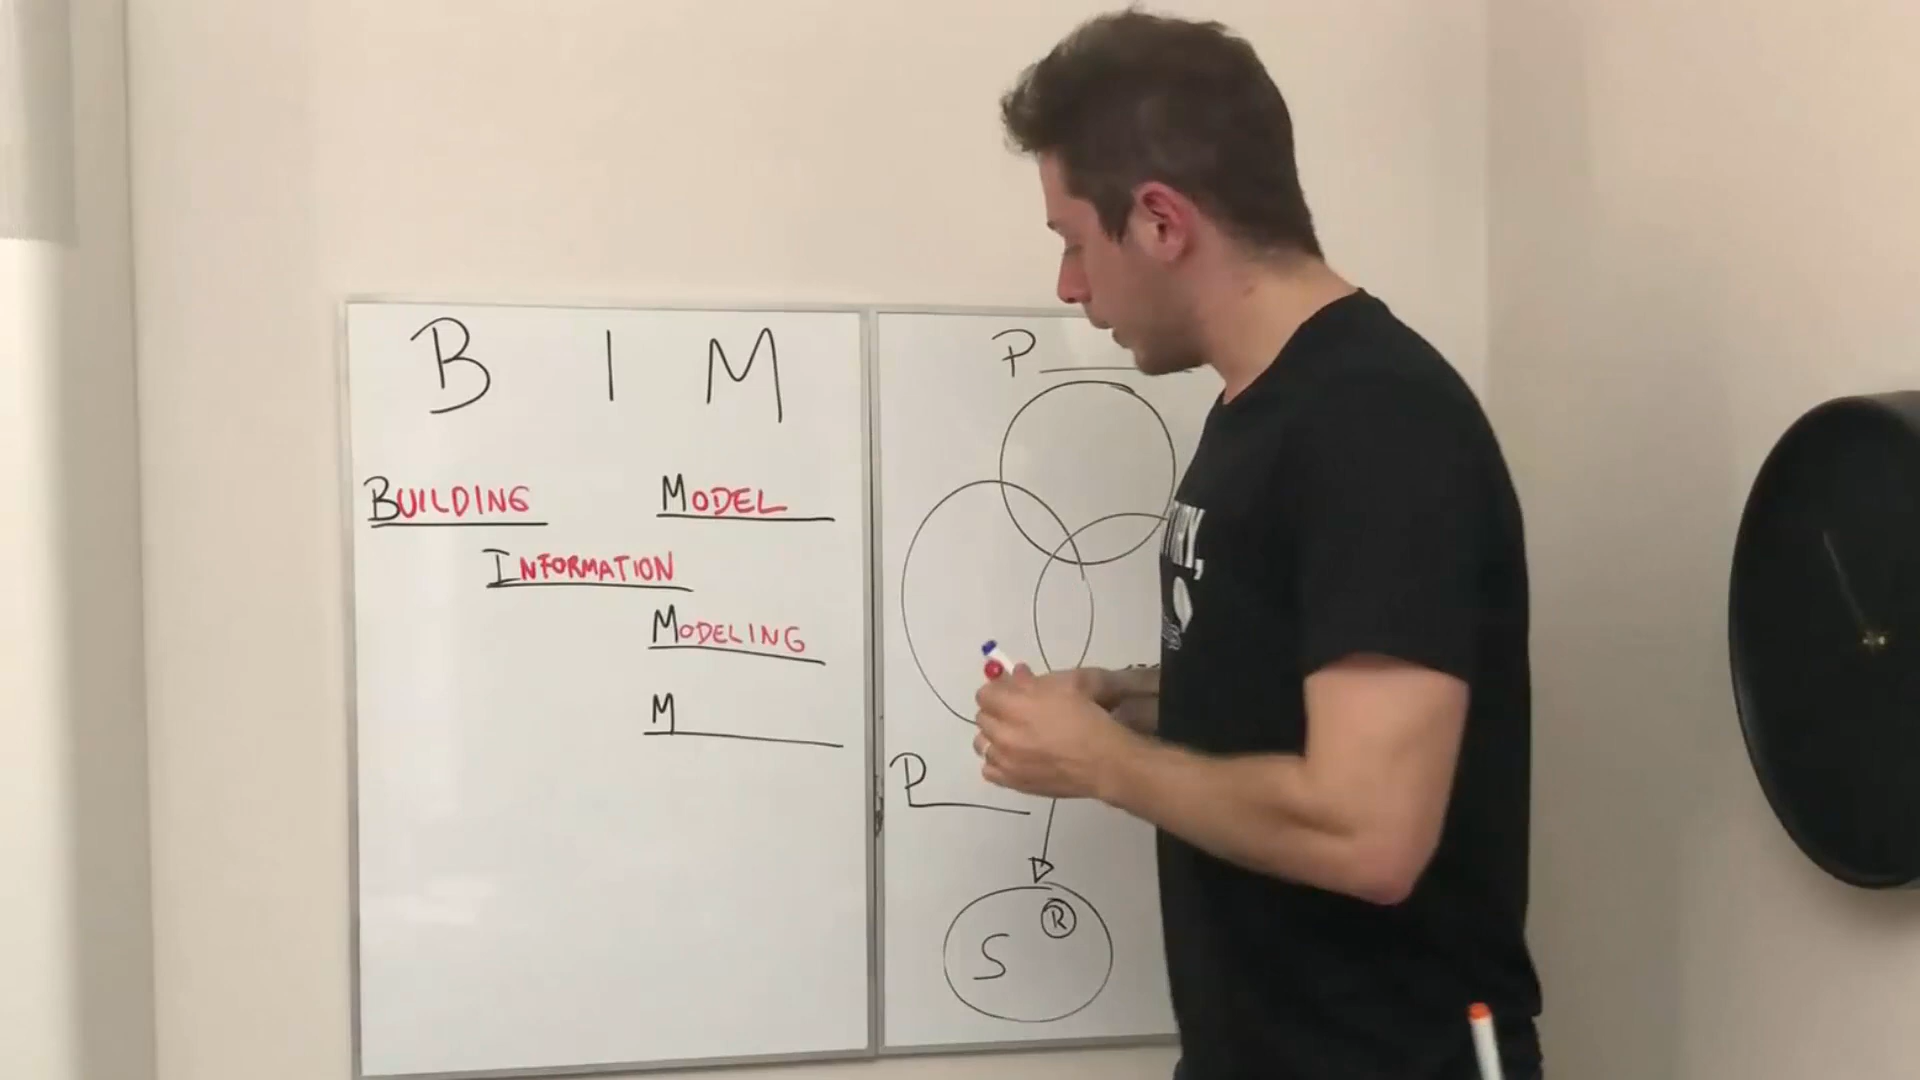 B I M
BUILDING
MODEL
INFORMATION
MODELING
M
P
P
S ®